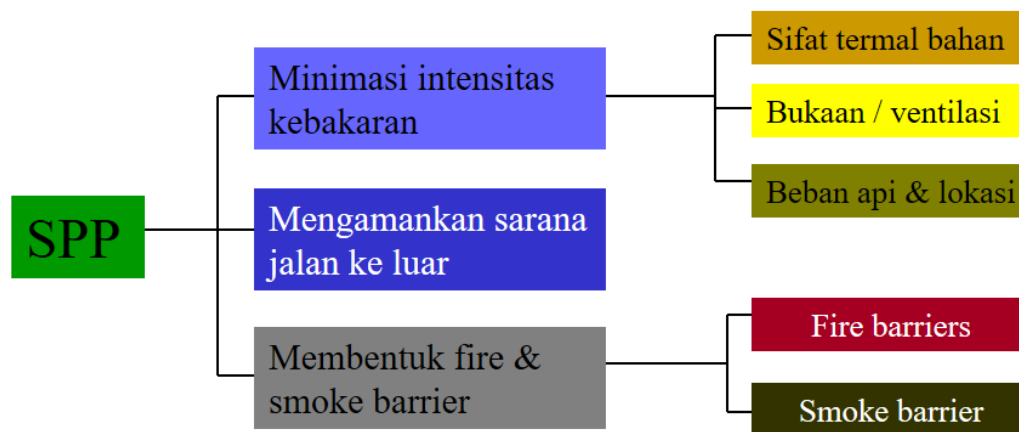 SPP
Minimasi intensitas
kebakaran
Mengamankan sarana
jalan ke luar
Membentuk fire &
smoke barrier
Sifat termal bahan
Bukaan / ventilasi
Beban api & lokasi
Fire barriers
Smoke barrier